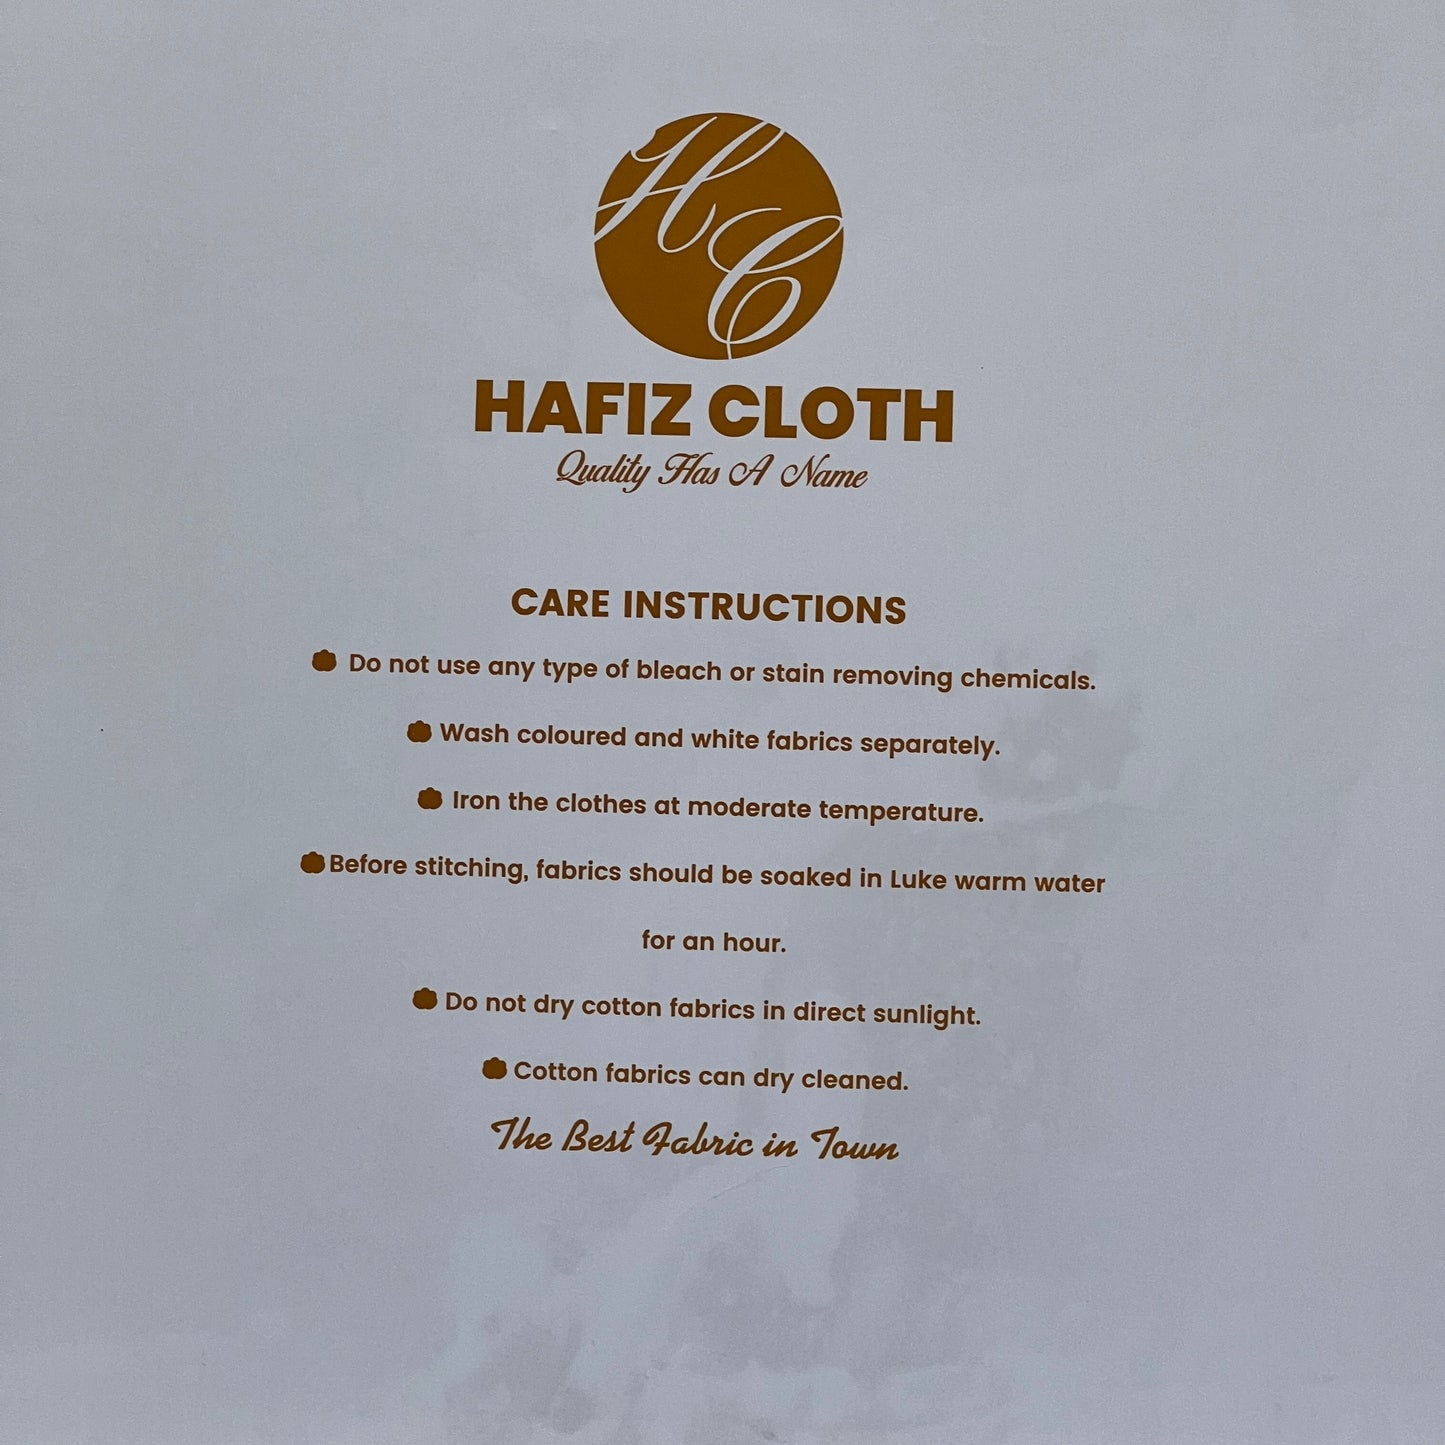 HC
HAFIZ CLOTH
Quality Has A Name
CARE INSTRUCTIONS
Do not use any type of bleach or stain removing chemicals.
Wash coloured and white fabrics separately.
Iron the clothes at moderate temperature.
Before stitching, fabrics should be soaked in Luke warm water
for an hour.
Do not dry cotton fabrics in direct sunlight.
Cotton fabrics can dry cleaned.
The Best Fabric in Town